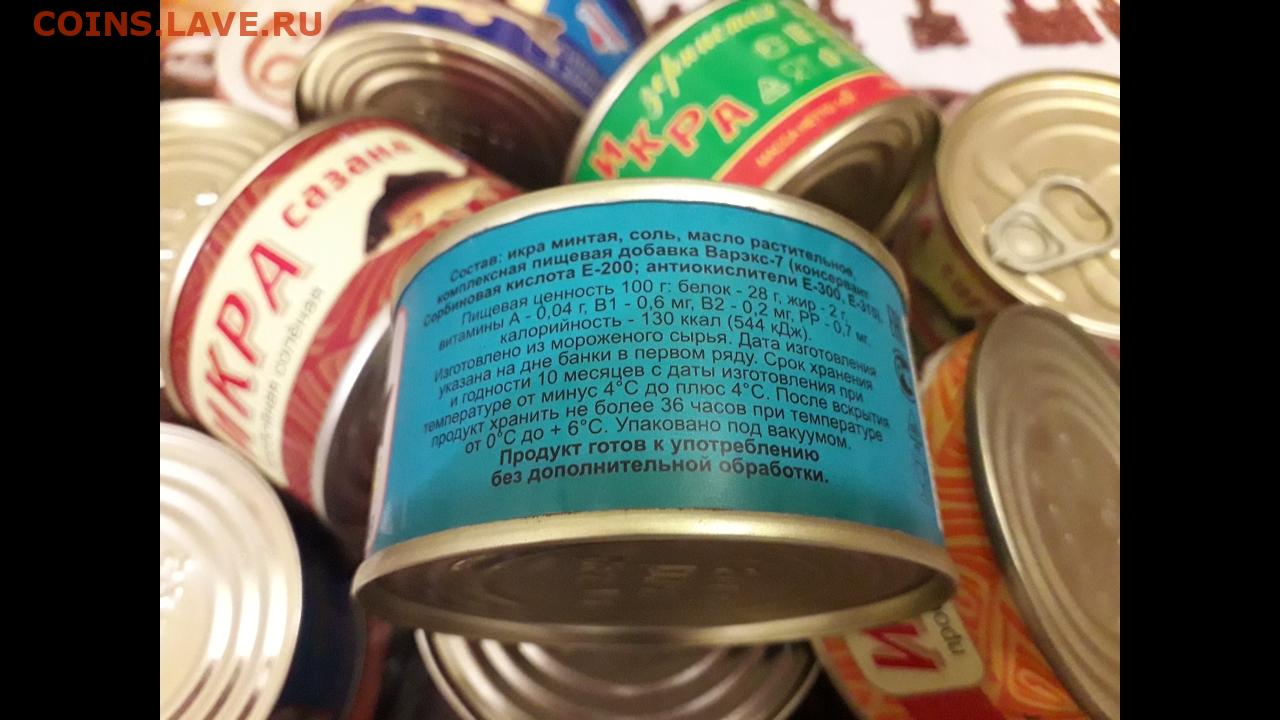 COINS.LAVE.RU
зернистая
ИКРА
МАССА НЕТТО
ИКРА сазана
солёная
Состав: икра минтая, соль, масло растительное,
комплексная пищевая добавка Варэкс-7 (консервант
Сорбиновая кислота Е-200; антиокислители Е-300, Е-315).
Пищевая ценность 100 г: белок - 28 г, жир - 2 г,
витамины А - 0,04 г, В1 - 0,6 мг, В2 - 0,2 мг, РР - 0,7 мг.
калорийность - 130 ккал (544 кДж).
Изготовлено из мороженого сырья. Дата изготовления
указана на дне банки в первом ряду. Срок хранения
и годности 10 месяцев с даты изготовления при
температуре от минус 4°С до плюс 4°С. После вскрытия
продукт хранить не более 36 часов при температуре
от 0°С до + 6°С. Упаковано под вакуумом.
Продукт готов к употреблению
без дополнительной обработки.